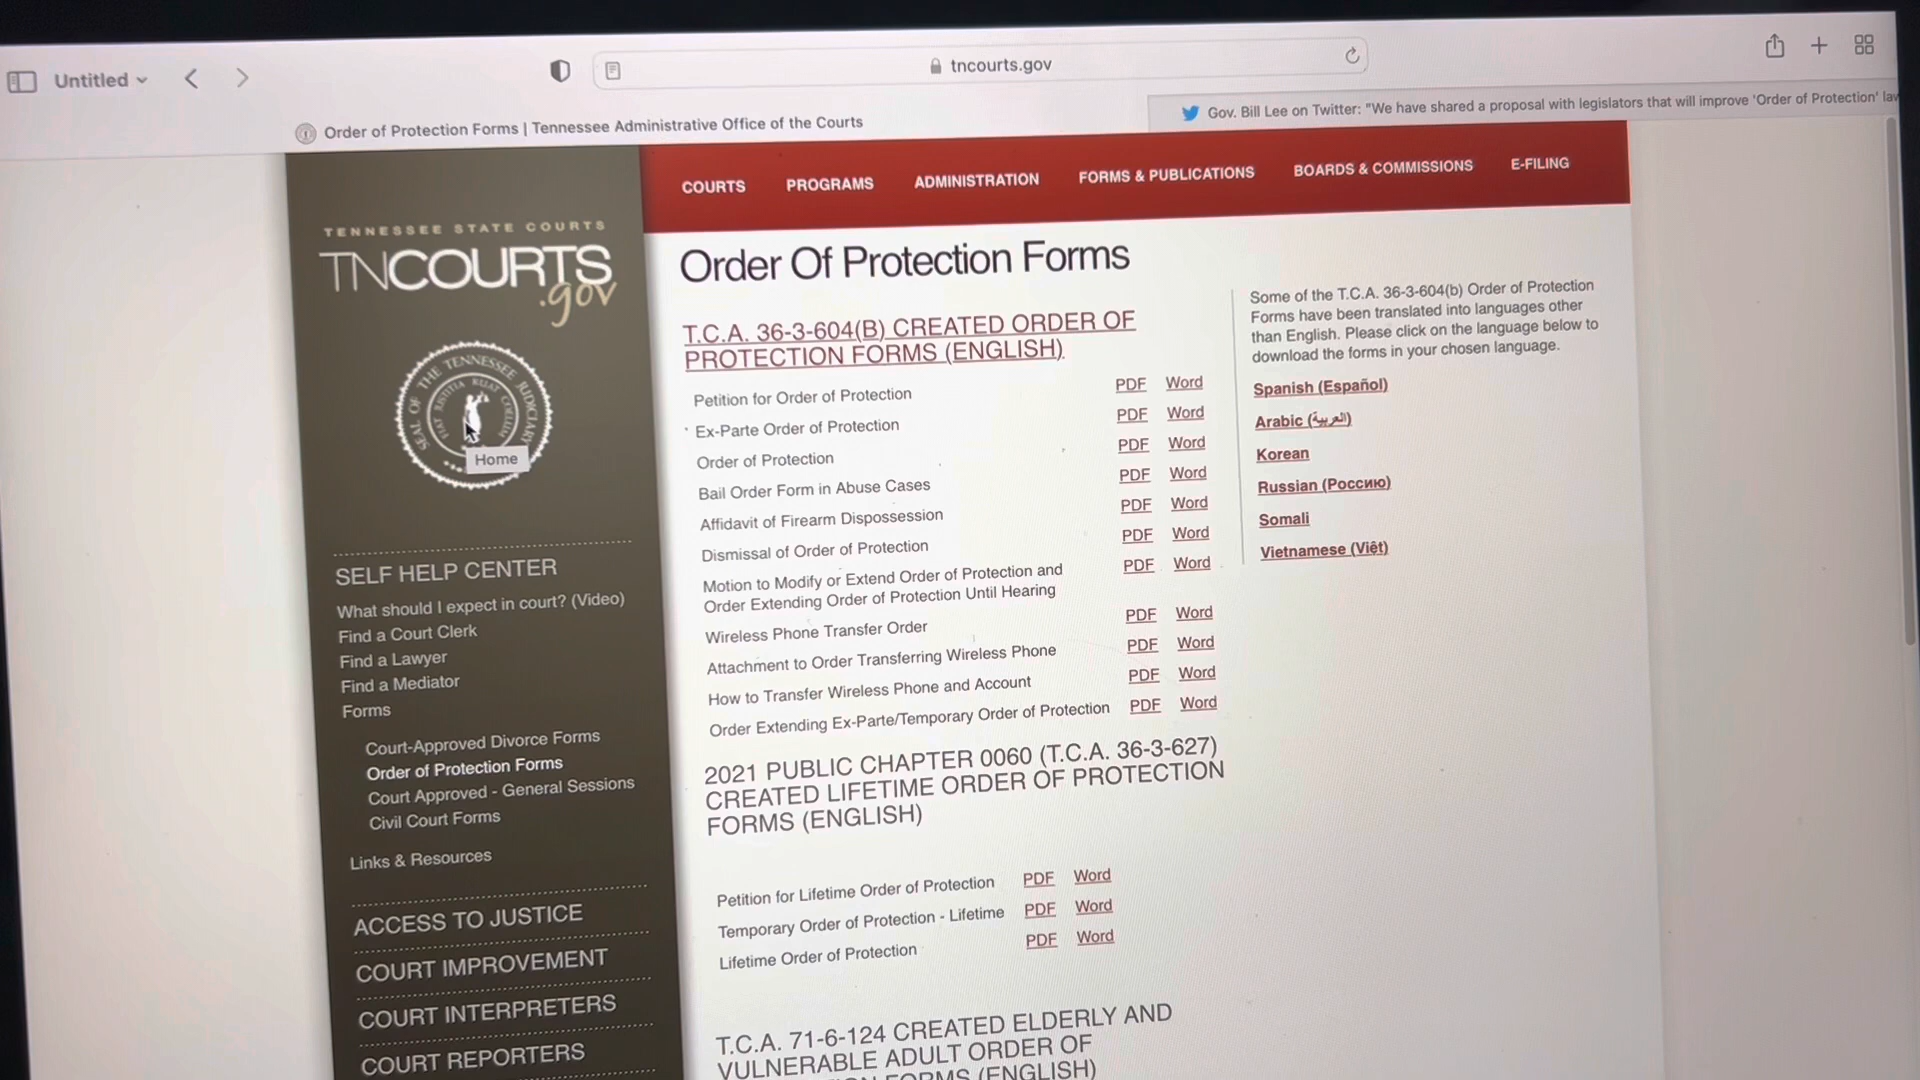 Untitled
tncourts.gov
Order of Protection Forms | Tennessee Administrative Office of the Courts
Gov. Bill Lee on Twitter: "We have shared a proposal with legislators that will improve 'Order of Protection'
TENNESSEE STATE COURTS
TNCOURTS
.gov
SEAL OF THE TENNESSEE JUDICIARY
FIAT JUSTITIA RUAT COELUM
Home
COURTS PROGRAMS ADMINISTRATION FORMS & PUBLICATIONS BOARDS & COMMISSIONS E-FILING
Order Of Protection Forms
T.C.A. 36-3-604(B) CREATED ORDER OF
PROTECTION FORMS (ENGLISH)
Petition for Order of Protection PDF Word
Ex-Parte Order of Protection PDF Word
Order of Protection PDF Word
Bail Order Form in Abuse Cases PDF Word
Affidavit of Firearm Dispossession PDF Word
Dismissal of Order of Protection PDF Word
Motion to Modify or Extend Order of Protection and PDF Word
Order Extending Order of Protection Until Hearing
Wireless Phone Transfer Order PDF Word
Attachment to Order Transferring Wireless Phone PDF Word
How to Transfer Wireless Phone and Account PDF Word
Order Extending Ex-Parte/Temporary Order of Protection PDF Word
2021 PUBLIC CHAPTER 0060 (T.C.A. 36-3-627)
CREATED LIFETIME ORDER OF PROTECTION
FORMS (ENGLISH)
Petition for Lifetime Order of Protection PDF Word
Temporary Order of Protection - Lifetime PDF Word
Lifetime Order of Protection PDF Word
T.C.A. 71-6-124 CREATED ELDERLY AND
VULNERABLE ADULT ORDER OF
FORMS (ENGLISH)
Some of the T.C.A. 36-3-604(b) Order of Protection
Forms have been translated into languages other
than English. Please click on the language below to
download the forms in your chosen language.
Spanish (Español)
Arabic (العربية)
Korean
Russian (Россию)
Somali
Vietnamese (Việt)
SELF HELP CENTER
What should I expect in court? (Video)
Find a Court Clerk
Find a Lawyer
Find a Mediator
Forms
Court-Approved Divorce Forms
Order of Protection Forms
Court Approved - General Sessions
Civil Court Forms
Links & Resources
ACCESS TO JUSTICE
COURT IMPROVEMENT
COURT INTERPRETERS
COURT REPORTERS